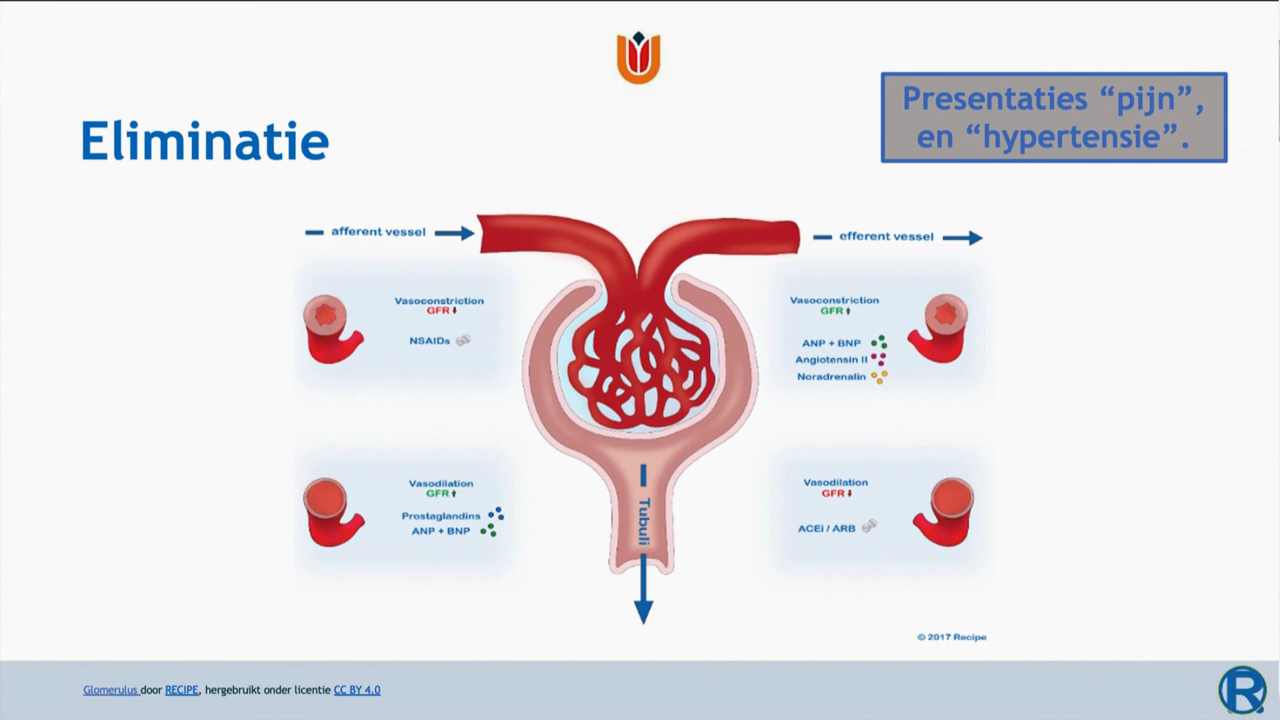 Presentaties “pijn”,
en “hypertensie”.
Eliminatie
afferent vessel
efferent vessel
Vasoconstriction
GFR
NSAIDs
Vasoconstriction
GFR
ANP + BNP
Angiotensin II
Noradrenalin
Vasodilation
GFR
Prostaglandins
ANP + BNP
Tubuli
Vasodilation
GFR
ACEi / ARB
© 2017 Recipe
Glomerulus door RECIPE, hergebruikt onder licentie CC BY 4.0
R